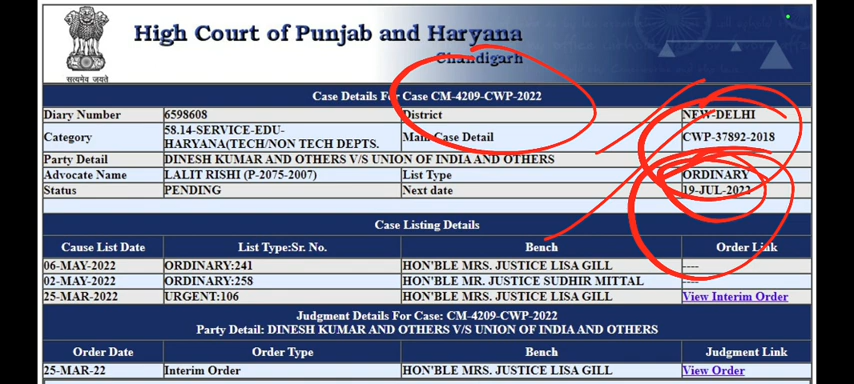 High Court of Punjab and Haryana
Chandigarh
सत्यमेव जयते
Case Details For Case CM-4209-CWP-2022
Diary Number 6598608 District NEW-DELHI
Category 58.14-SERVICE-EDU-HARYANA(TECH/NON TECH DEPTS. Main Case Detail CWP-37892-2018
Party Detail DINESH KUMAR AND OTHERS V/S UNION OF INDIA AND OTHERS
Advocate Name LALIT RISHI (P-2075-2007) List Type ORDINARY
Status PENDING Next date 19-JUL-2022
Case Listing Details
Cause List Date List Type:Sr. No. Bench Order Link
06-MAY-2022 ORDINARY:241 HON'BLE MRS. JUSTICE LISA GILL ----
02-MAY-2022 ORDINARY:258 HON'BLE MR. JUSTICE SUDHIR MITTAL ----
25-MAR-2022 URGENT:106 HON'BLE MRS. JUSTICE LISA GILL View Interim Order
Judgment Details For Case: CM-4209-CWP-2022
Party Detail: DINESH KUMAR AND OTHERS V/S UNION OF INDIA AND OTHERS
Order Date Order Type Bench Judgment Link
25-MAR-22 Interim Order HON'BLE MRS. JUSTICE LISA GILL View Order